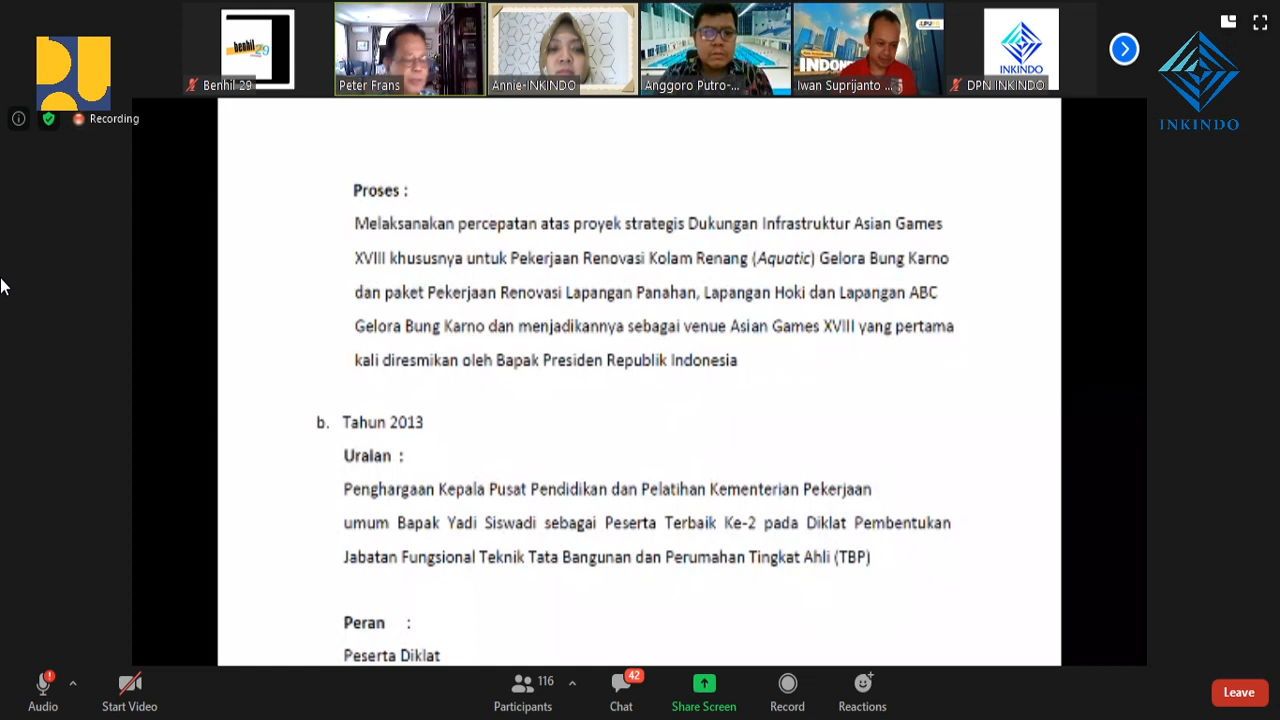 benhil
29
Benhil 29
Peter Frans
Annie-INKINDO
Anggoro Putro-...
PUPR
INDON
Iwan Suprijanto ...
INKINDO
DPN INKINDO
INKINDO
Recording
Proses :
Melaksanakan percepatan atas proyek strategis Dukungan Infrastruktur Asian Games
XVIII khususnya untuk Pekerjaan Renovasi Kolam Renang (Aquatic) Gelora Bung Karno
dan paket Pekerjaan Renovasi Lapangan Panahan, Lapangan Hoki dan Lapangan ABC
Gelora Bung Karno dan menjadikannya sebagai venue Asian Games XVIII yang pertama
kali diresmikan oleh Bapak Presiden Republik Indonesia
b. Tahun 2013
Uralan :
Penghargaan Kepala Pusat Pendidikan dan Pelatihan Kementerian Pekerjaan
umum Bapak Yadi Siswadi sebagai Peserta Terbaik Ke-2 pada Diklat Pembentukan
Jabatan Fungsional Teknik Tata Bangunan dan Perumahan Tingkat Ahli (TBP)
Peran :
Peserta Diklat
Audio
Start Video
116
Participants
42
Chat
Share Screen
Record
Reactions
Leave